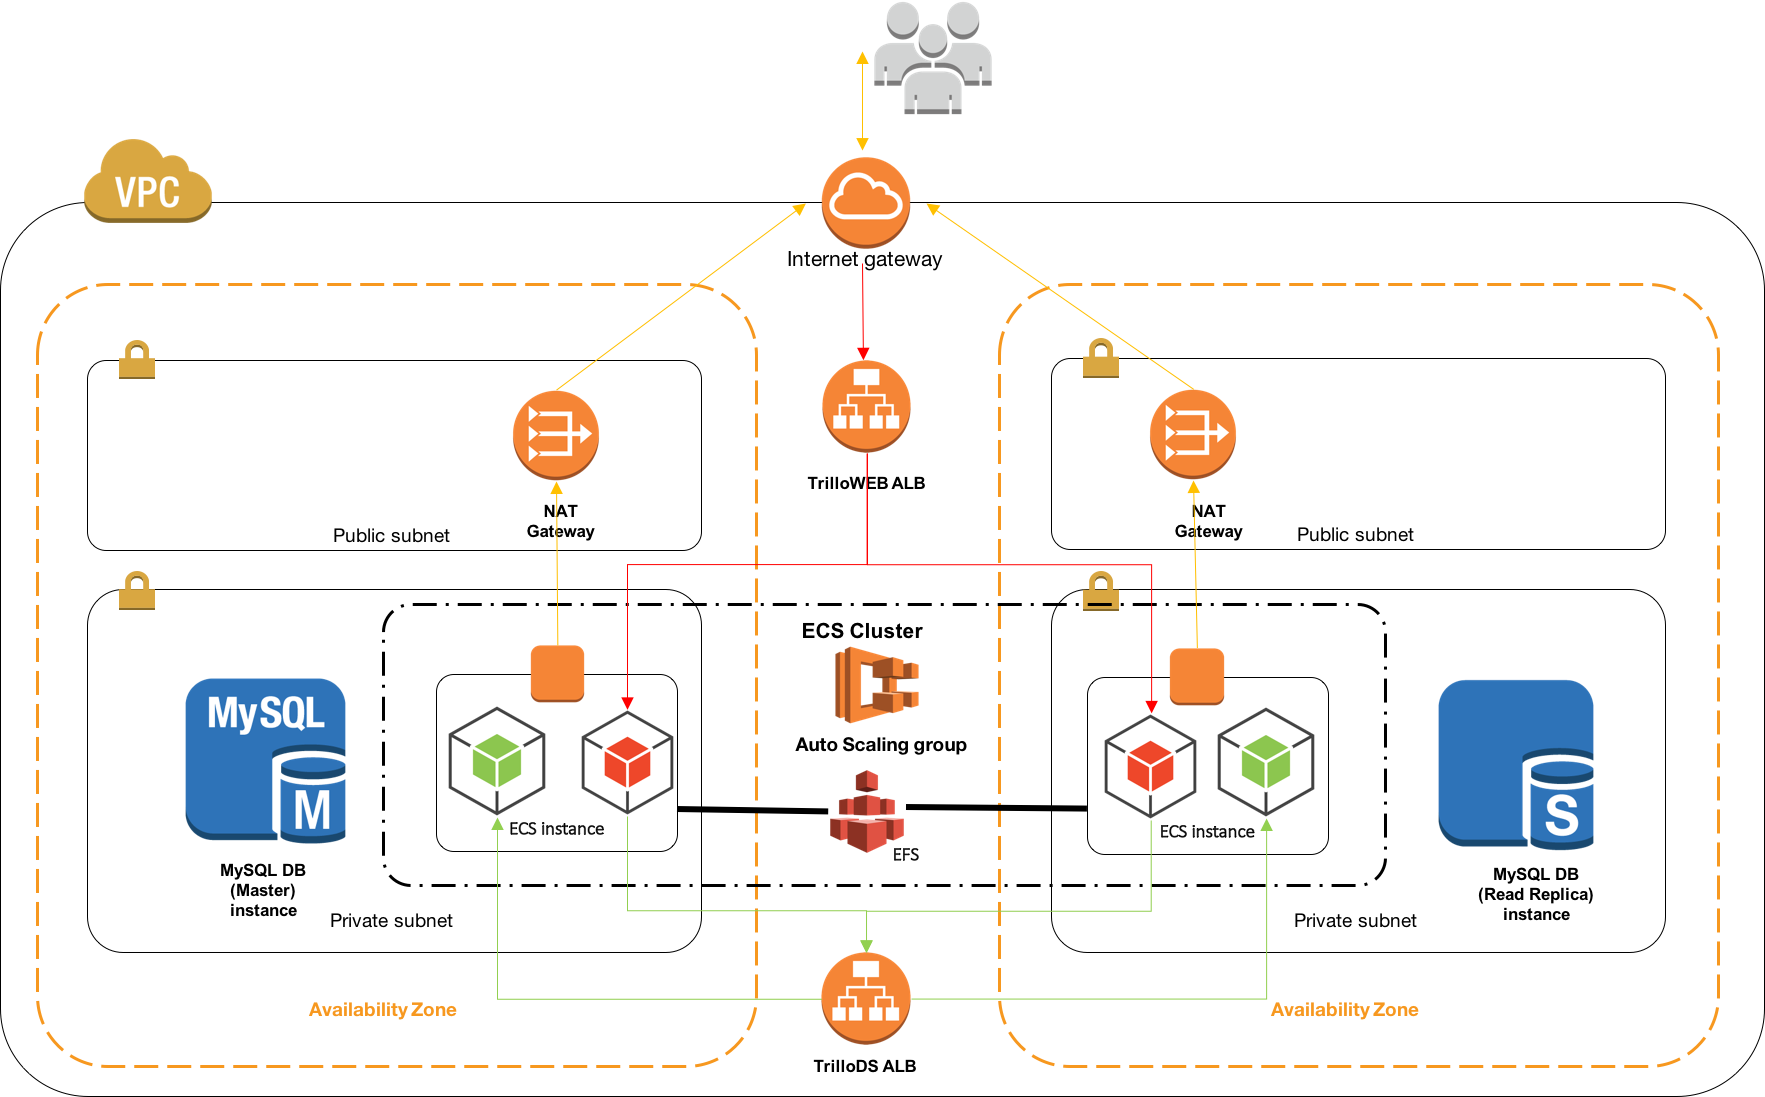 VPC
Internet gateway
TrilloWEB ALB
NAT
Gateway
Public subnet
NAT
Gateway
Public subnet
ECS Cluster
Auto Scaling group
MySQL
M
MySQL DB
(Master)
instance
ECS instance
EFS
ECS instance
S
MySQL DB
(Read Replica)
instance
Private subnet
Private subnet
Availability Zone
Availability Zone
TrilloDS ALB